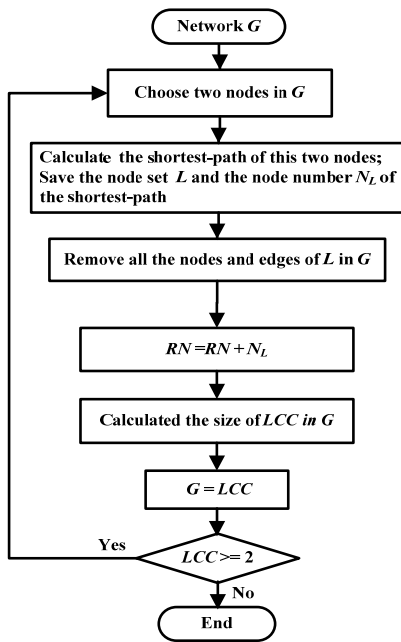 Network G
Choose two nodes in G
Calculate the shortest-path of this two nodes;
Save the node set L and the node number N_L of
the shortest-path
Remove all the nodes and edges of L in G
RN=RN+N_L
Calculated the size of LCC in G
G=LCC
Yes
LCC>=2
No
End